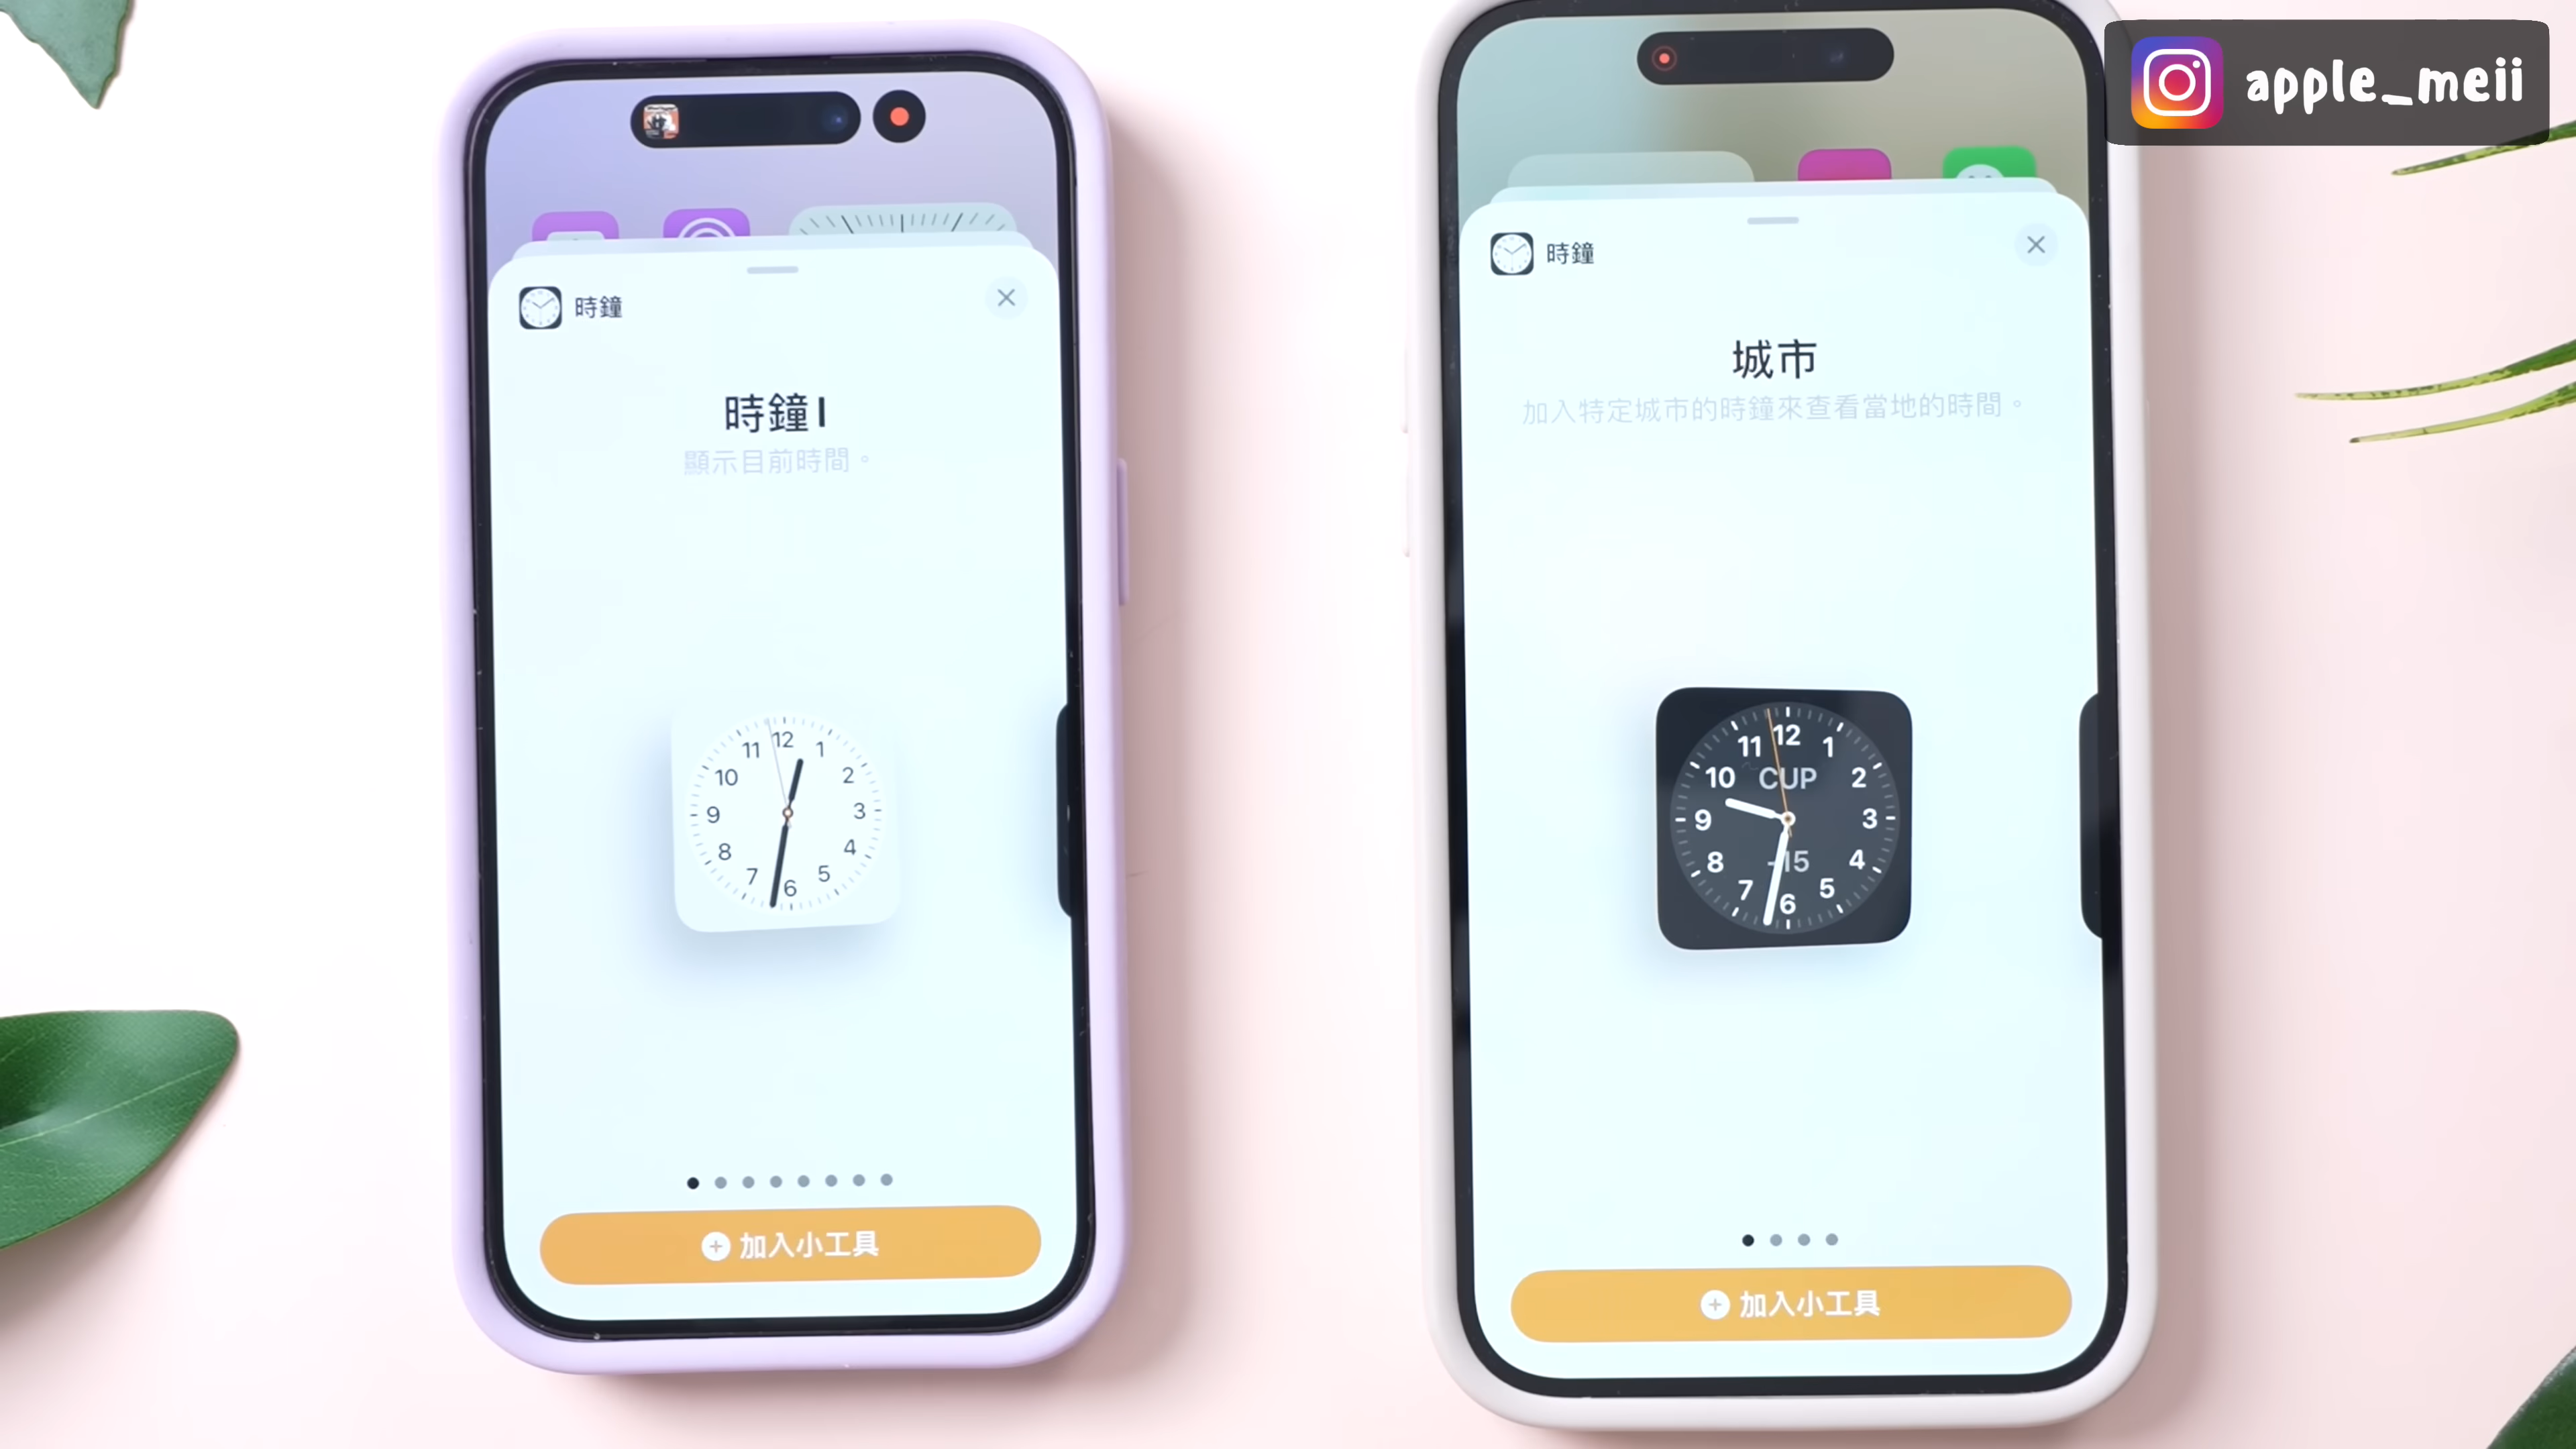 apple_meii
時鐘
時鐘 I
顯示目前時間。
11 12 1
10 2
9 3
8 4
7 6 5
加入小工具
時鐘
城市
加入特定城市的時鐘來查看當地的時間。
11 12 1
10 CUP 2
9 3
8 -15 4
7 6 5
加入小工具